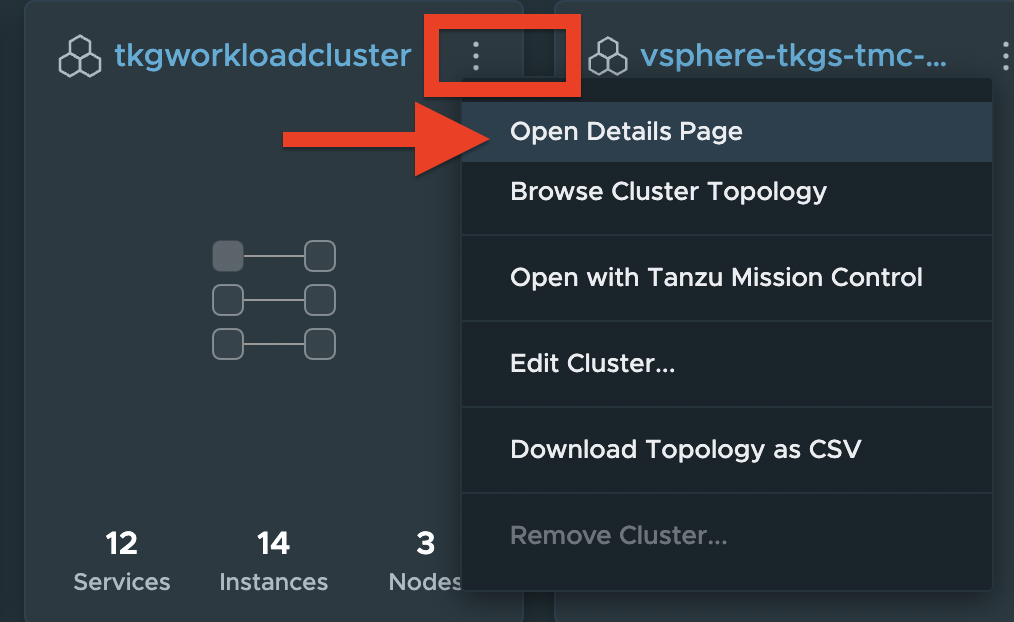 tkgworkloadcluster
vsphere-tkgs-tmc-...
Open Details Page
Browse Cluster Topology
Open with Tanzu Mission Control
Edit Cluster...
Download Topology as CSV
Remove Cluster...
12 14 3
Services Instances Nodes